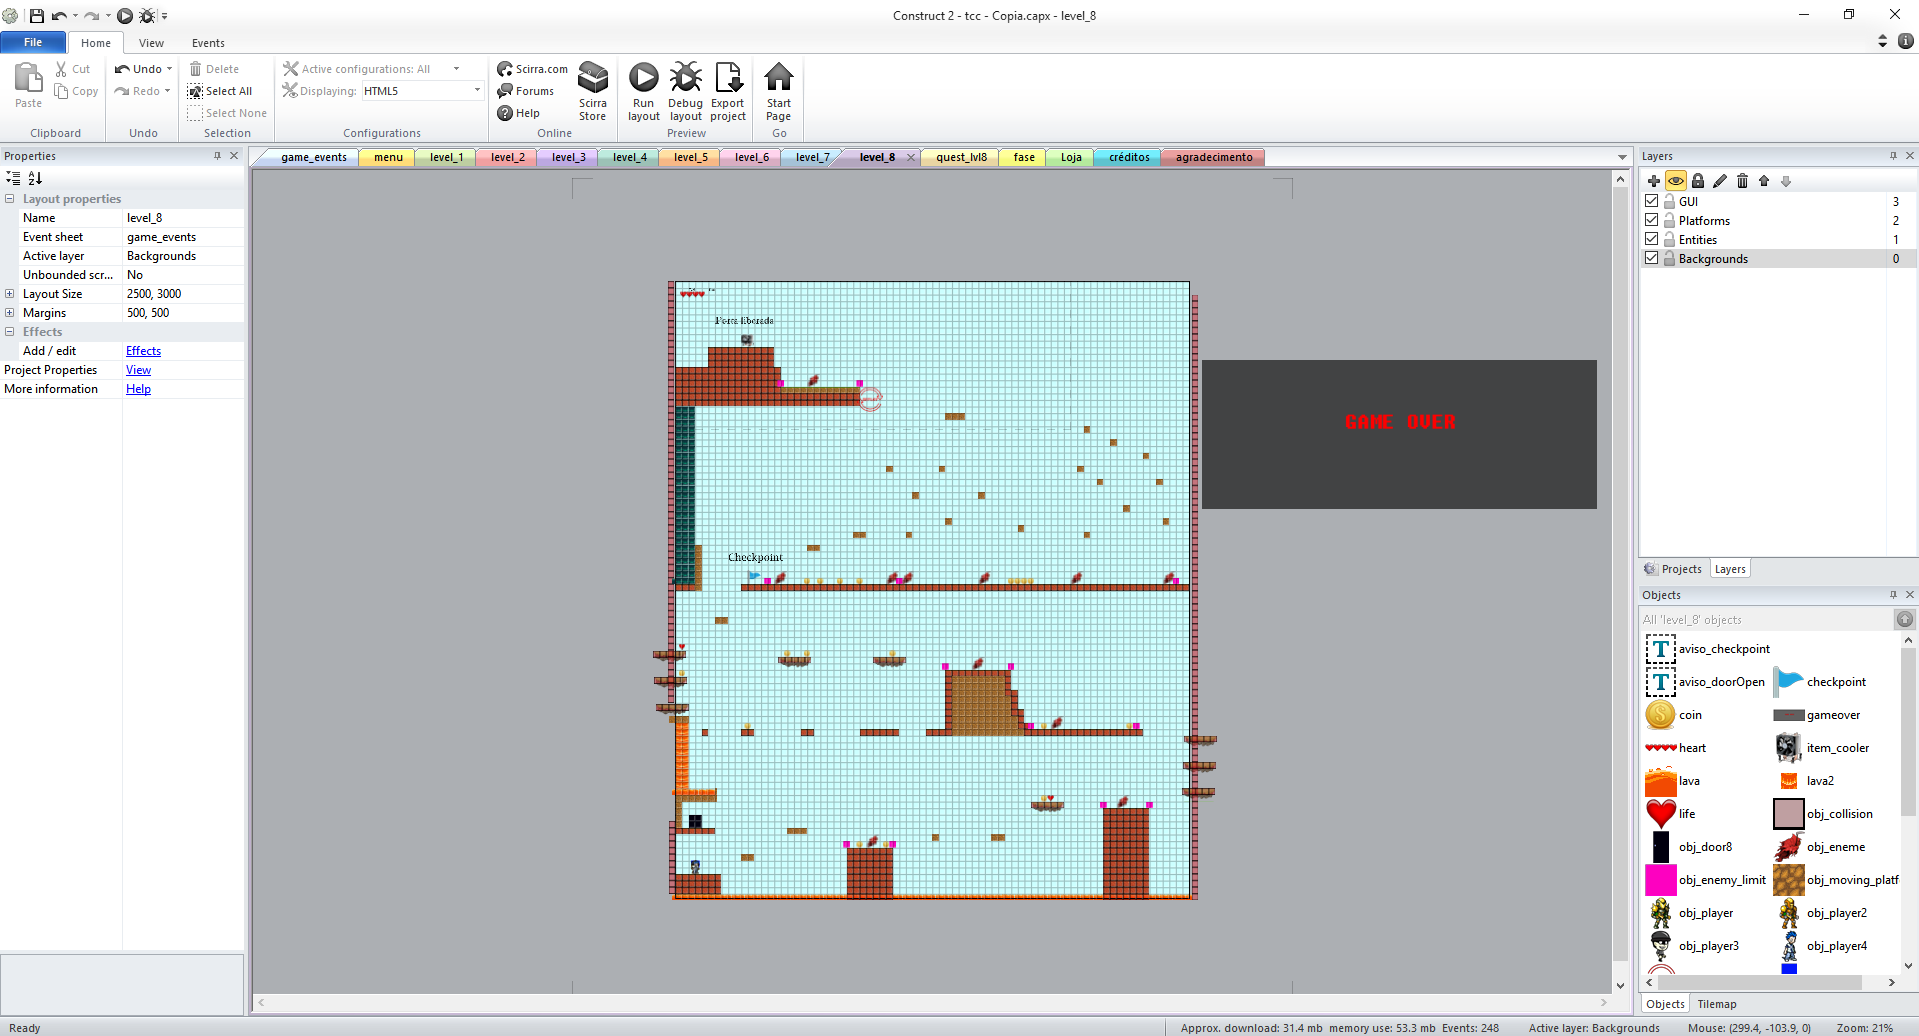 Construct 2 - tcc - Copia.capx - level_8
File Home View Events
Paste
Cut
Copy
Clipboard
Undo
Redo
Undo
Delete
Select All
Select None
Selection
Active configurations: All
Displaying: HTML5
Configurations
Scirra.com
Forums
Help
Scirra Store
Online
Run layout
Debug layout
Export project
Preview
Start Page
Go
Properties
Layout properties
Name level_8
Event sheet game_events
Active layer Backgrounds
Unbounded scr... No
Layout Size 2500, 3000
Margins 500, 500
Effects
Add / edit Effects
Project Properties View
More information Help
game_events menu level_1 level_2 level_3 level_4 level_5 level_6 level_7 level_8 quest_lvl8 fase Loja créditos agradecimento
Porta liberada
GAME OVER
Checkpoint
Layers
GUI 3
Platforms 2
Entities 1
Backgrounds 0
Projects Layers
Objects
All 'level_8' objects
aviso_checkpoint
aviso_doorOpen checkpoint
coin gameover
heart item_cooler
lava lava2
life obj_collision
obj_door8 obj_eneme
obj_enemy_limit obj_moving_platf
obj_player obj_player2
obj_player3 obj_player4
Objects Tilemap
Ready
Approx. download: 31.4 mb memory use: 53.3 mb Events: 248 Active layer: Backgrounds Mouse: (299.4, -103.9, 0) Zoom: 21%